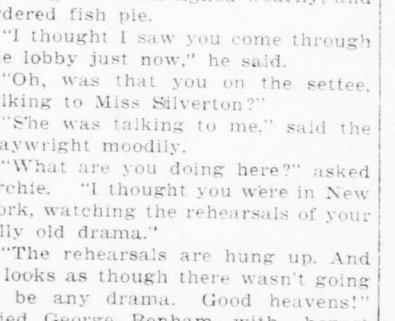 rdered fish pie.
"I thought I saw you come through
e lobby just now," he said.
"Oh, was that you on the settee,
lking to Miss Silverton?"
"She was talking to me," said the
aywright moodily.
"What are you doing here?" asked
rchie. "I thought you were in New
ork, watching the rehearsals of your
lly old drama."
"The rehearsals are hung up. And
looks as though there wasn't going
be any drama. Good heavens!"
ied George Benham, with